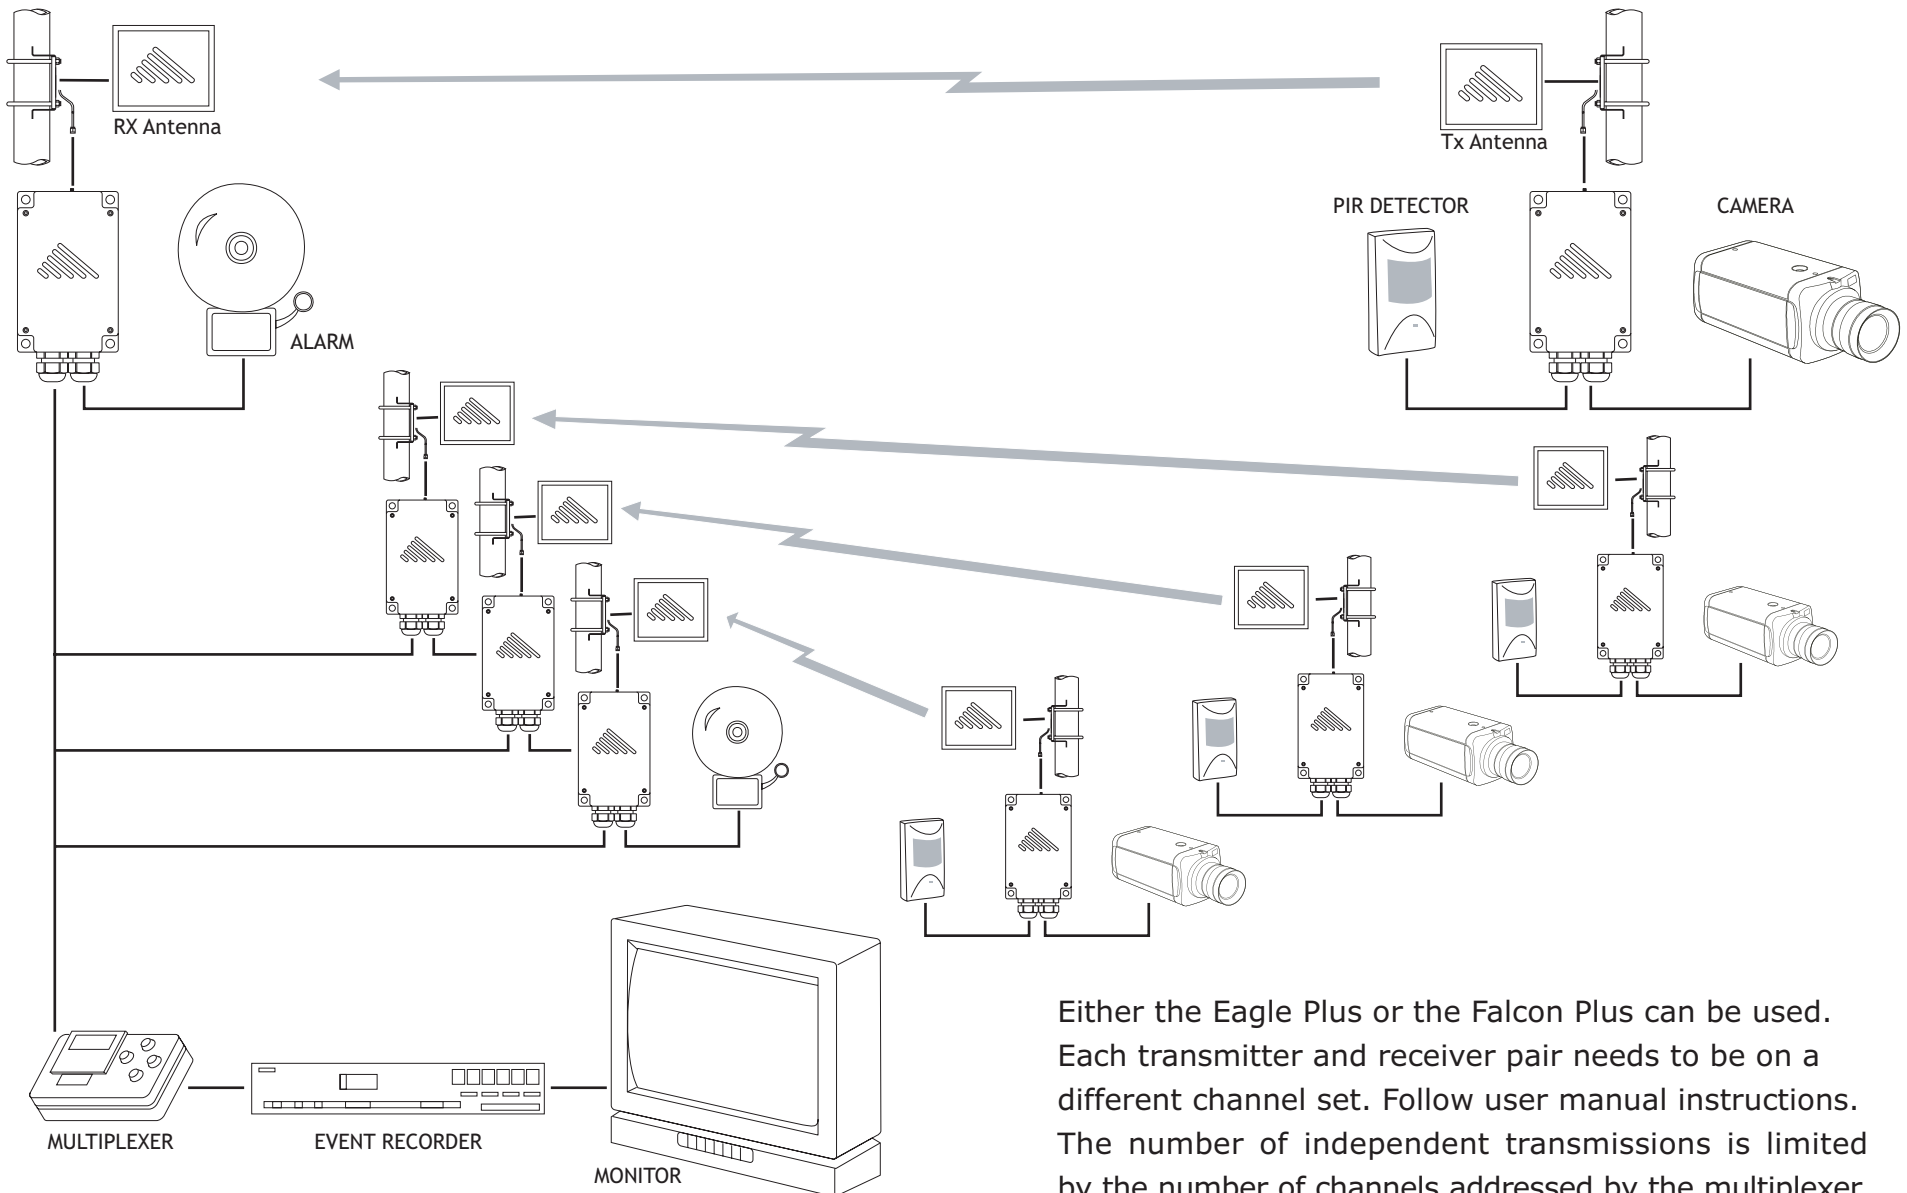 RX Antenna
Tx Antenna
PIR DETECTOR
CAMERA
ALARM
MULTIPLEXER
EVENT RECORDER
MONITOR
Either the Eagle Plus or the Falcon Plus can be used.
Each transmitter and receiver pair needs to be on a
different channel set. Follow user manual instructions.
The number of independent transmissions is limited
by the number of channels addressed by the multiplexer.